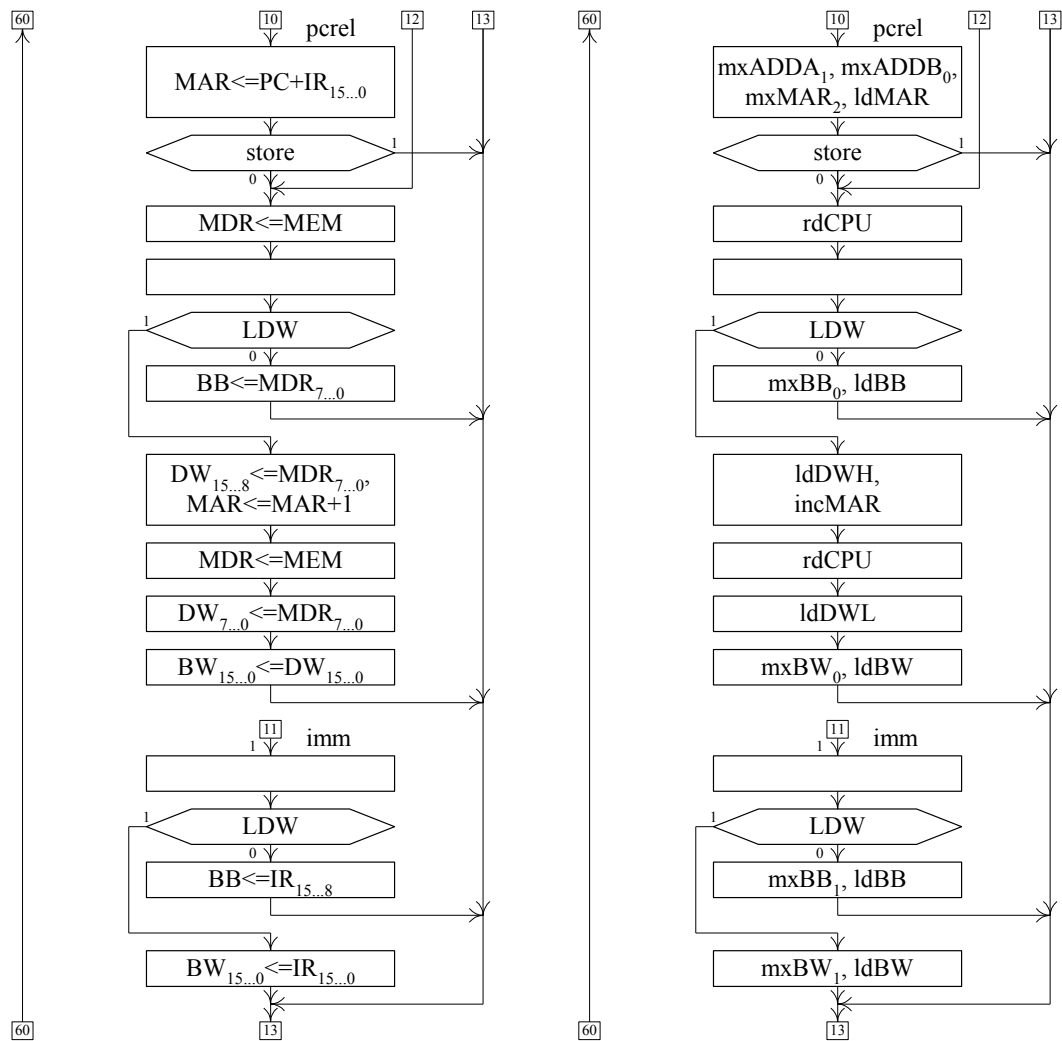 60
10
12
13
pcrel
MAR<=PC+IR15...0
store
1
0
MDR<=MEM
LDW
1
0
BB<=MDR7...0
DW15...8<=MDR7...0,
MAR<=MAR+1
MDR<=MEM
DW7...0<=MDR7...0
BW15...0<=DW15...0
11
imm
1
LDW
1
0
BB<=IR15...8
BW15...0<=IR15...0
60
13
60
10
12
13
pcrel
mxADDA1, mxADDB0,
mxMAR2, ldMAR
store
1
0
rdCPU
LDW
1
0
mxBB0, ldBB
ldDWH,
incMAR
rdCPU
ldDWL
mxBW0, ldBW
11
imm
1
LDW
1
0
mxBB1, ldBB
mxBW1, ldBW
60
13